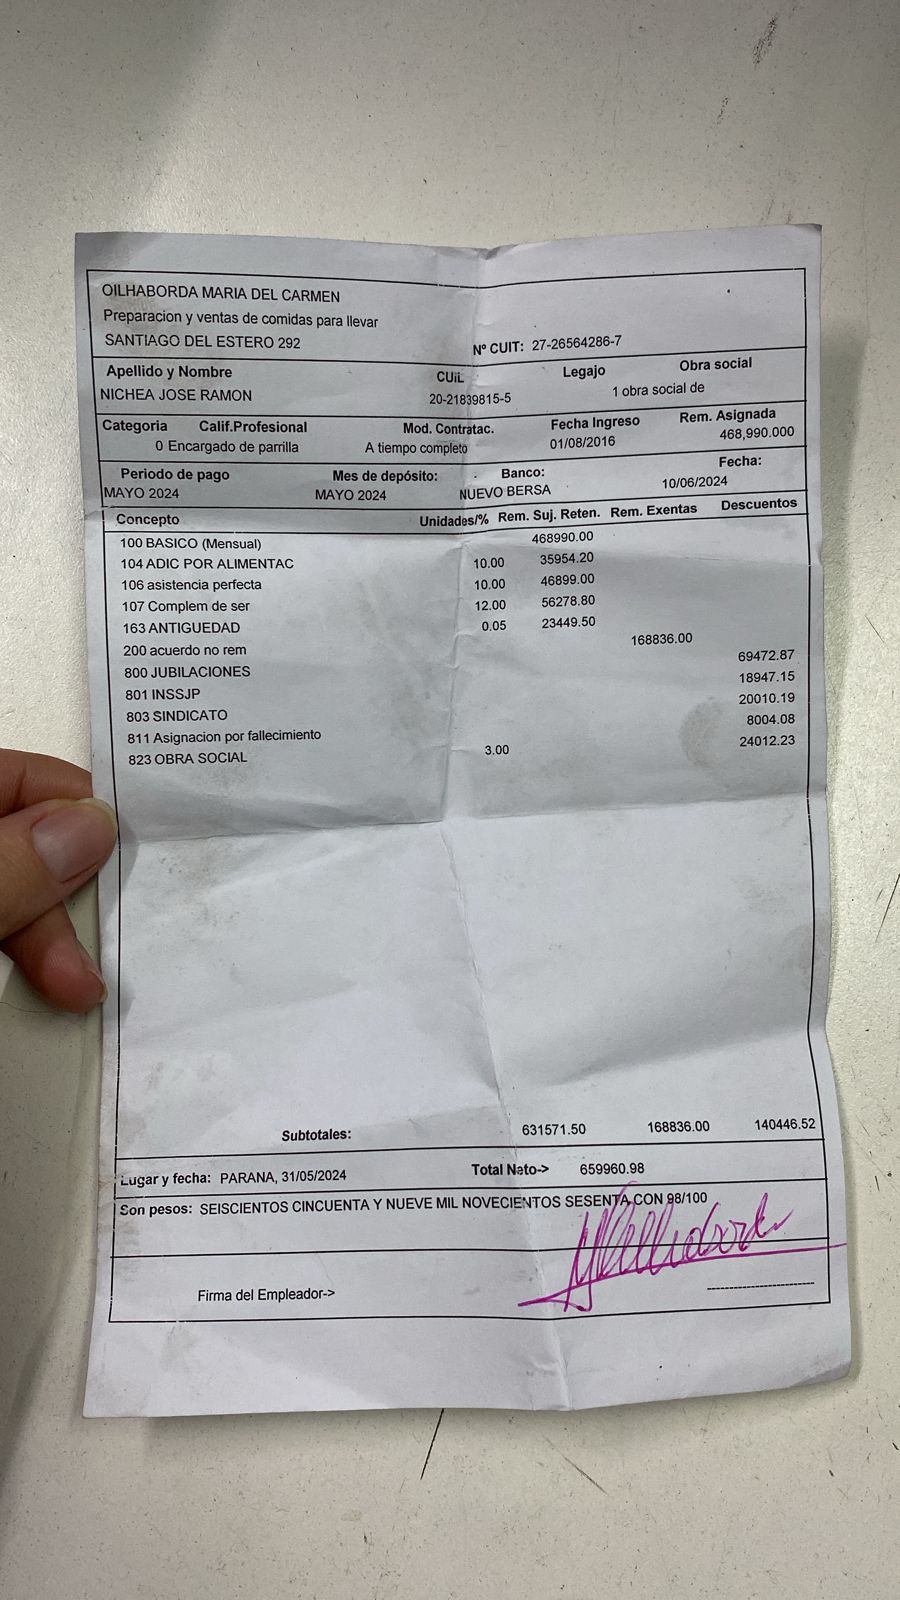 OILHABORDA MARIA DEL CARMEN
Preparacion y ventas de comidas para llevar
SANTIAGO DEL ESTERO 292 Nº CUIT: 27-26564286-7
Apellido y Nombre CUiL Legajo Obra social
NICHEA JOSE RAMON 20-21839815-5 1 obra social de
Categoria Calif.Profesional Mod. Contratac. Fecha Ingreso Rem. Asignada
0 Encargado de parrilla A tiempo completo 01/08/2016 468,990.000
Periodo de pago Mes de depósito: Banco: Fecha:
MAYO 2024 MAYO 2024 NUEVO BERSA 10/06/2024
Concepto Unidades/% Rem. Suj. Reten. Rem. Exentas Descuentos
100 BASICO (Mensual) 468990.00
104 ADIC POR ALIMENTAC 10.00 35954.20
106 asistencia perfecta 10.00 46899.00
107 Complem de ser 12.00 56278.80
163 ANTIGUEDAD 0.05 23449.50
200 acuerdo no rem 168836.00
800 JUBILACIONES 69472.87
801 INSSJP 18947.15
803 SINDICATO 20010.19
811 Asignacion por fallecimiento 8004.08
823 OBRA SOCIAL 3.00 24012.23
Subtotales: 631571.50 168836.00 140446.52
Lugar y fecha: PARANA, 31/05/2024 Total Neto-> 659960.98
Son pesos: SEISCIENTOS CINCUENTA Y NUEVE MIL NOVECIENTOS SESENTA CON 98/100
Firma del Empleador->